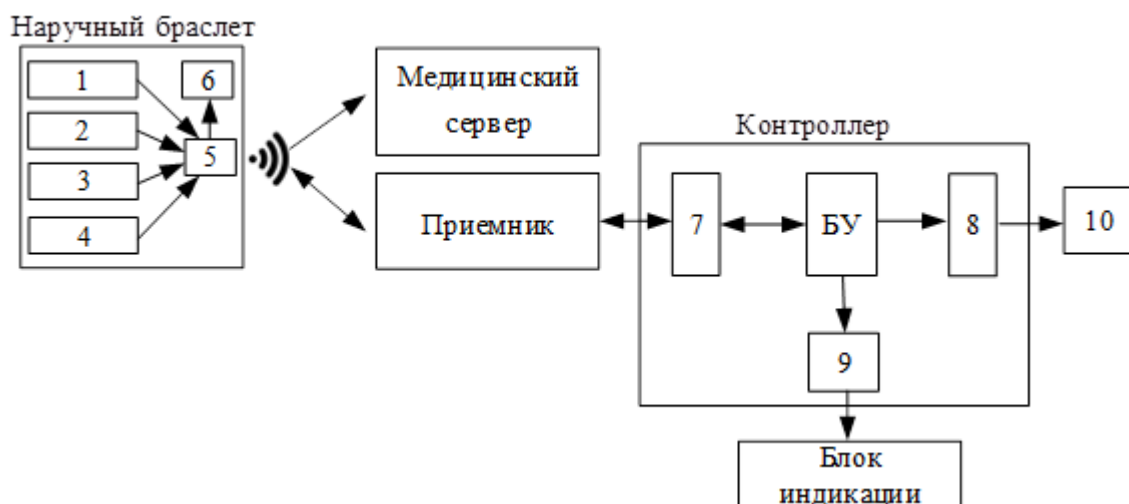 Наручный браслет
1
6
2
5
3
4
Медицинский
сервер
Приемник
Контроллер
7
БУ
8
10
9
Блок
индикации